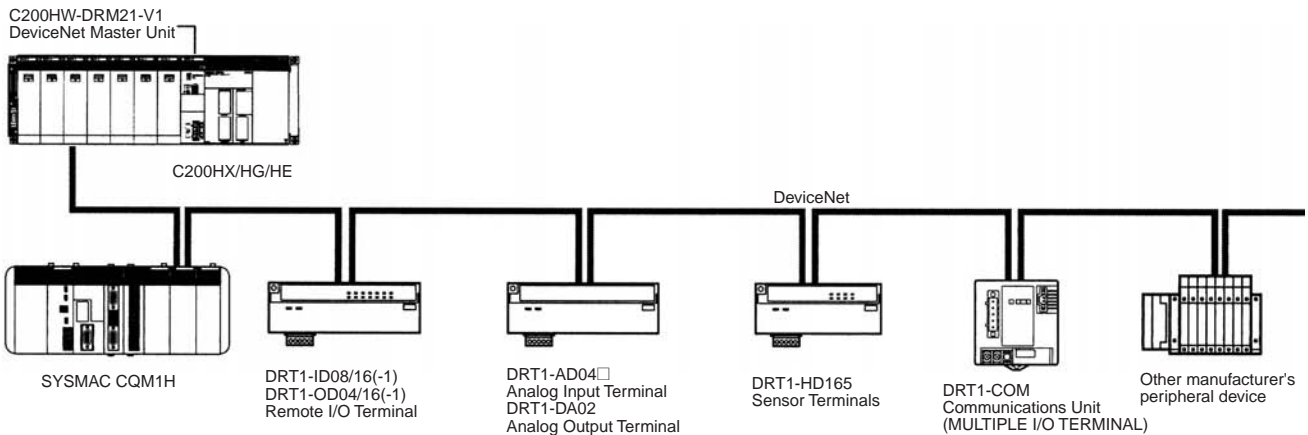 C200HW-DRM21-V1
DeviceNet Master Unit
C200HX/HG/HE
DeviceNet
SYSMAC CQM1H
DRT1-ID08/16(-1)
DRT1-OD04/16(-1)
Remote I/O Terminal
DRT1-AD04□
Analog Input Terminal
DRT1-DA02
Analog Output Terminal
DRT1-HD165
Sensor Terminals
DRT1-COM
Communications Unit
(MULTIPLE I/O TERMINAL)
Other manufacturer's
peripheral device